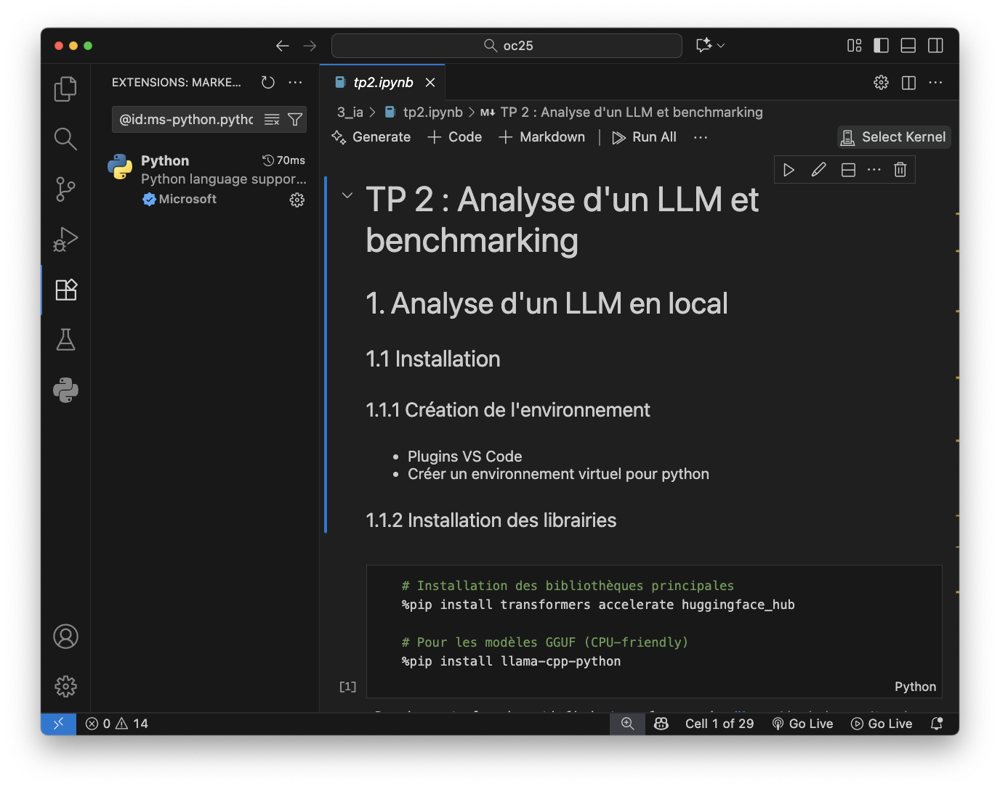 oc25
EXTENSIONS: MARKE...
@id:ms-python.pytho
Python
70ms
Python language suppor...
Microsoft
tp2.ipynb
3_ia > tp2.ipynb > M↓ TP 2 : Analyse d'un LLM et benchmarking
Generate + Code + Markdown | Run All ...
Select Kernel
TP 2 : Analyse d'un LLM et
benchmarking
1. Analyse d'un LLM en local
1.1 Installation
1.1.1 Création de l'environnement
• Plugins VS Code
• Créer un environnement virtuel pour python
1.1.2 Installation des librairies
# Installation des bibliothèques principales
%pip install transformers accelerate huggingface_hub
# Pour les modèles GGUF (CPU-friendly)
%pip install llama-cpp-python
[1]
Python
0 14
Cell 1 of 29
Go Live
Go Live